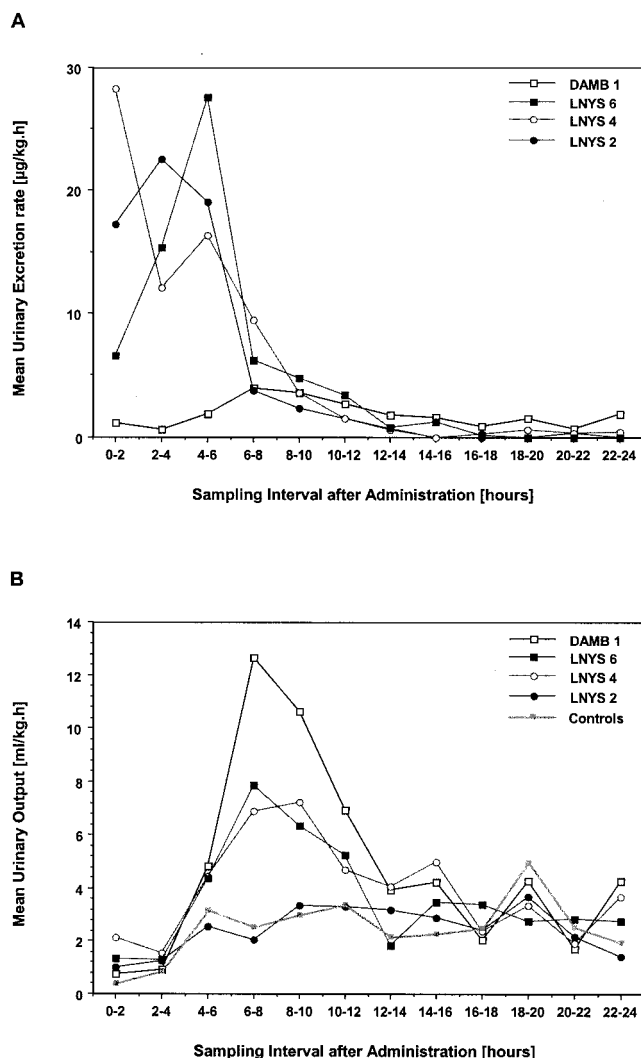 A
Mean Urinary Excretion rate [µg/kg.h]
30
20
10
0
DAMB 1
LNYS 6
LNYS 4
LNYS 2
0-2 2-4 4-6 6-8 8-10 10-12 12-14 14-16 16-18 18-20 20-22 22-24
Sampling Interval after Administration [hours]
B
Mean Urinary Output [ml/kg.h]
14
12
10
8
6
4
2
0
DAMB 1
LNYS 6
LNYS 4
LNYS 2
Controls
0-2 2-4 4-6 6-8 8-10 10-12 12-14 14-16 16-18 18-20 20-22 22-24
Sampling Interval after Administration [hours]